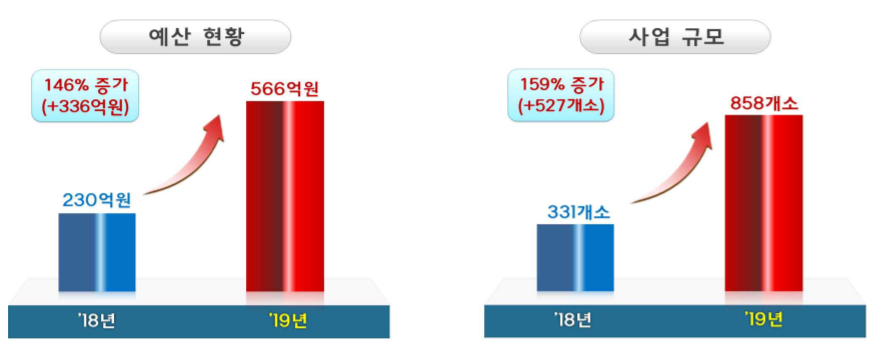 예산 현황
146% 증가
(+336억원)
566억원
230억원
'18년
'19년
사업 규모
159% 증가
(+527개소)
858개소
331개소
'18년
'19년